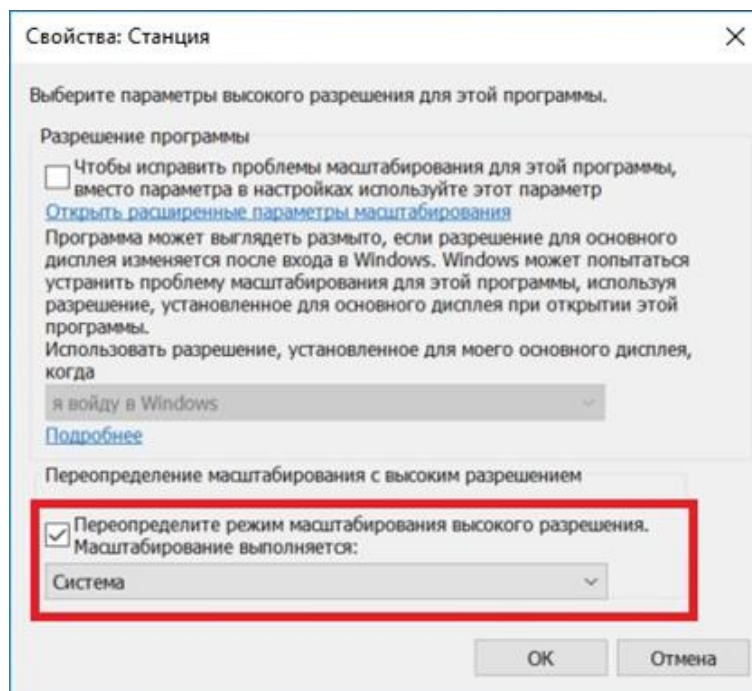 Свойства: Станция
Выберите параметры высокого разрешения для этой программы.
Разрешение программы
Чтобы исправить проблемы масштабирования для этой программы,
вместо параметра в настройках используйте этот параметр
Открыть расширенные параметры масштабирования
Программа может выглядеть размыто, если разрешение для основного
дисплея изменяется после входа в Windows. Windows может попытаться
устранить проблему масштабирования для этой программы, используя
разрешение, установленное для основного дисплея при открытии этой
программы.
Использовать разрешение, установленное для моего основного дисплея,
когда
я войду в Windows
Подробнее
Переопределение масштабирования с высоким разрешением
Переопределите режим масштабирования высокого разрешения.
Масштабирование выполняется:
Система
ОК
Отмена